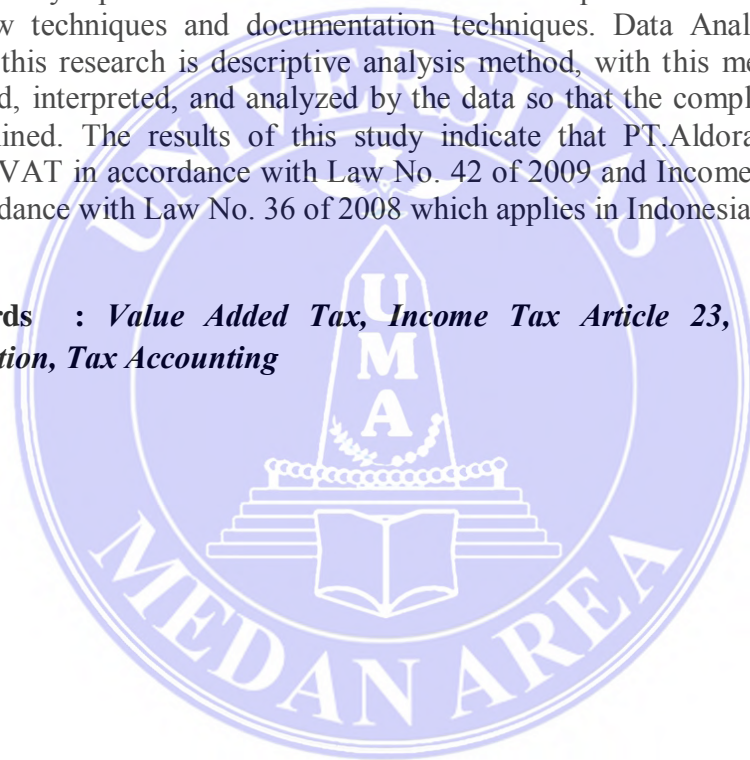 w techniques and documentation techniques. Data Anal
this research is descriptive analysis method, with this me
d, interpreted, and analyzed by the data so that the compl
ined. The results of this study indicate that PT.Aldora
VAT in accordance with Law No. 42 of 2009 and Income
dance with Law No. 36 of 2008 which applies in Indonesia
rds : Value Added Tax, Income Tax Article 23,
tion, Tax Accounting
UNIVERSITAS
UMA
MEDAN AREA